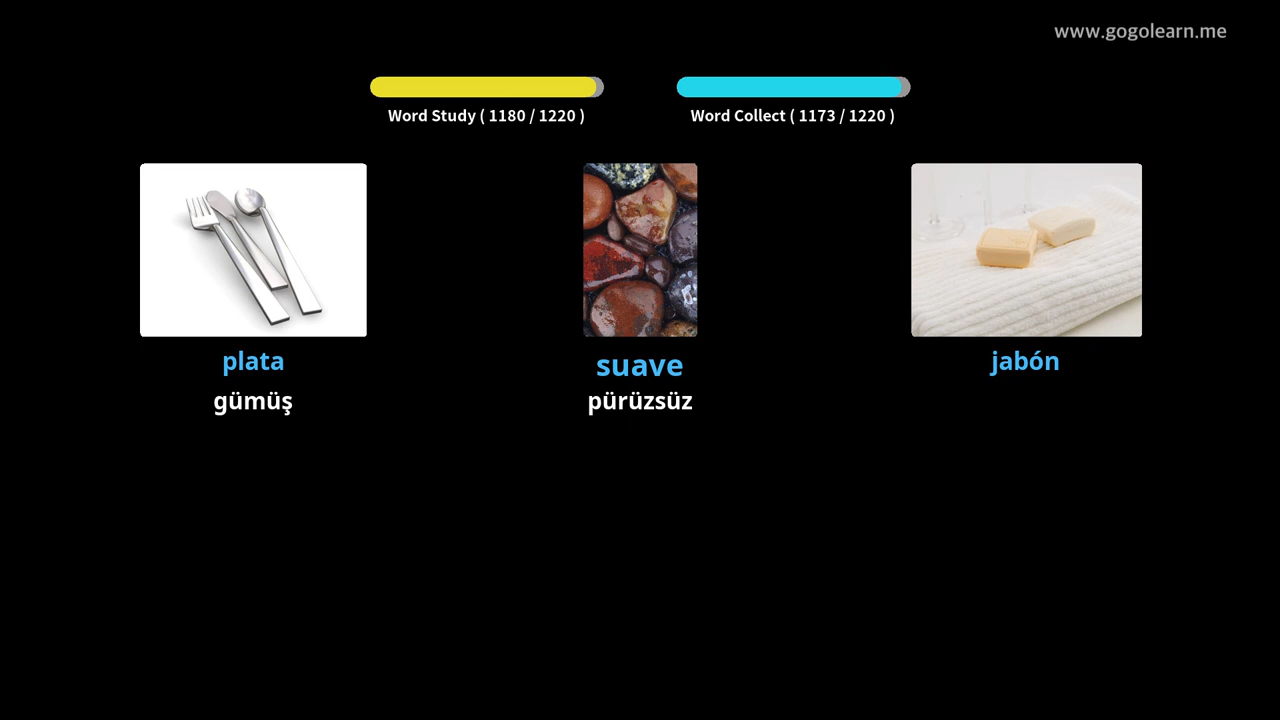 www.gogolearn.me
Word Study ( 1180 / 1220 )
Word Collect ( 1173 / 1220 )
plata
suave
jabón
gümüş
pürüzsüz